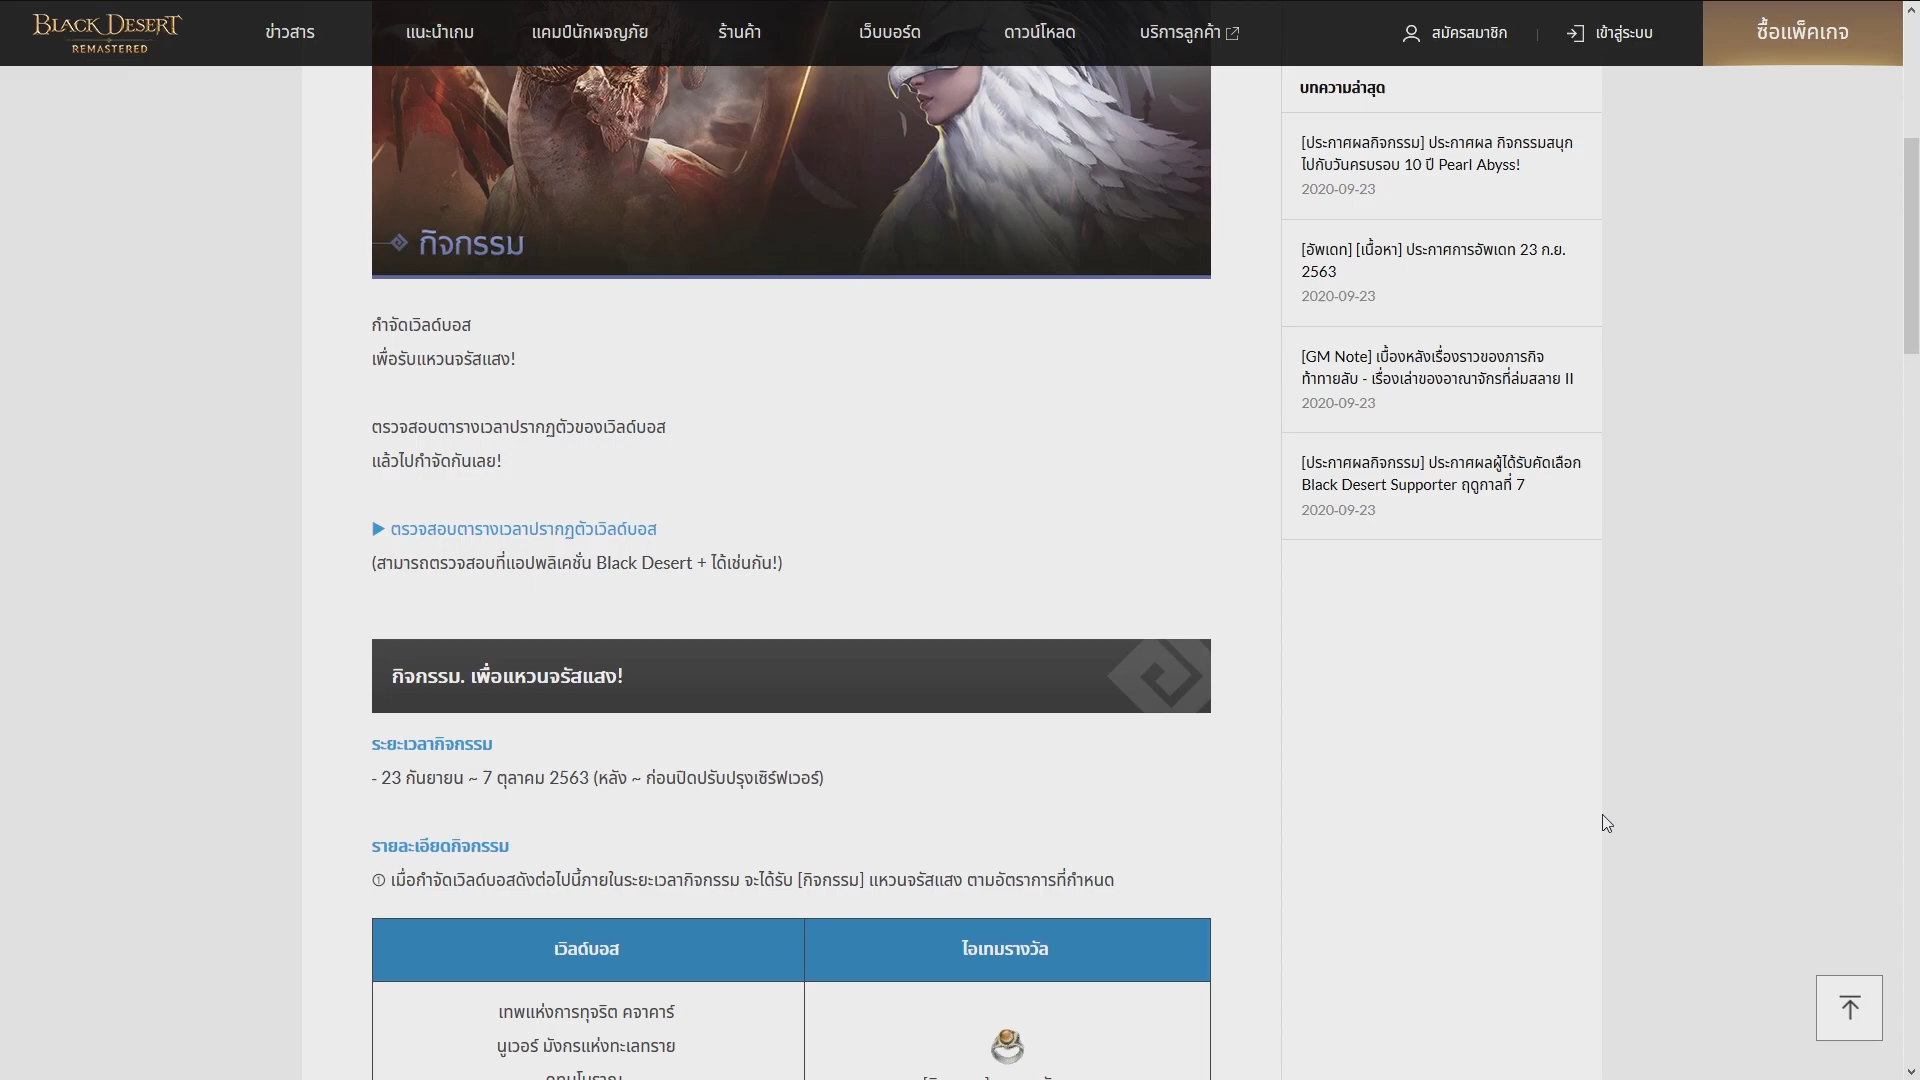 BLACK DESERT
REMASTERED
ข่าวสาร
แนะนำเกม
แคมป์นักผจญภัย
ร้านค้า
เว็บบอร์ด
ดาวน์โหลด
บริการลูกค้า
สมัครสมาชิก
เข้าสู่ระบบ
ซื้อแพ็คเกจ
กิจกรรม
กำจัดเวิลด์บอส
เพื่อรับแหวนจรัสแสง!
ตรวจสอบตารางเวลาปรากฏตัวของเวิลด์บอส
แล้วไปกำจัดกันเลย!
▶ ตรวจสอบตารางเวลาปรากฏตัวเวิลด์บอส
(สามารถตรวจสอบที่แอปพลิเคชั่น Black Desert + ได้เช่นกัน!)
กิจกรรม. เพื่อแหวนจรัสแสง!
ระยะเวลากิจกรรม
- 23 กันยายน ~ 7 ตุลาคม 2563 (หลัง ~ ก่อนปิดปรับปรุงเซิร์ฟเวอร์)
รายละเอียดกิจกรรม
① เมื่อกำจัดเวิลด์บอสดังต่อไปนี้ภายในระยะเวลากิจกรรม จะได้รับ [กิจกรรม] แหวนจรัสแสง ตามอัตราการที่กำหนด
เวิลด์บอส
ไอเทมรางวัล
เทพแห่งการทุจริต คจาคาร์
นูเวอร์ มังกรแห่งทะเลทราย
บทความล่าสุด
[ประกาศผลกิจกรรม] ประกาศผล กิจกรรมสนุก
ไปกับวันครบรอบ 10 ปี Pearl Abyss!
2020-09-23
[อัพเดท] [เนื้อหา] ประกาศการอัพเดท 23 ก.ย.
2563
2020-09-23
[GM Note] เบื้องหลังเรื่องราวของภารกิจ
ท้าทายลับ - เรื่องเล่าของอาณาจักรที่ล่มสลาย II
2020-09-23
[ประกาศผลกิจกรรม] ประกาศผลผู้ได้รับคัดเลือก
Black Desert Supporter ฤดูกาลที่ 7
2020-09-23